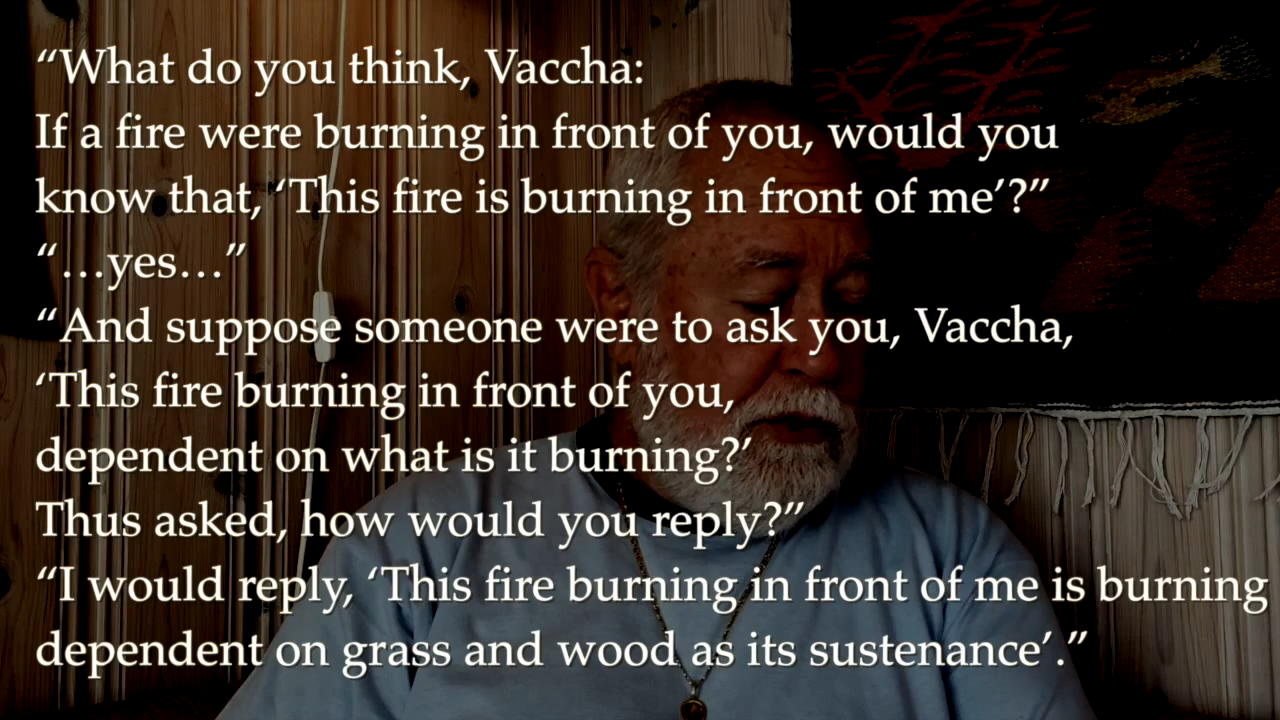 “What do you think, Vaccha:
If a fire were burning in front of you, would you
know that, ‘This fire is burning in front of me’?”
“…yes…”
“And suppose someone were to ask you, Vaccha,
‘This fire burning in front of you,
dependent on what is it burning?’
Thus asked, how would you reply?”
“I would reply, ‘This fire burning in front of me is burning
dependent on grass and wood as its sustenance’.”